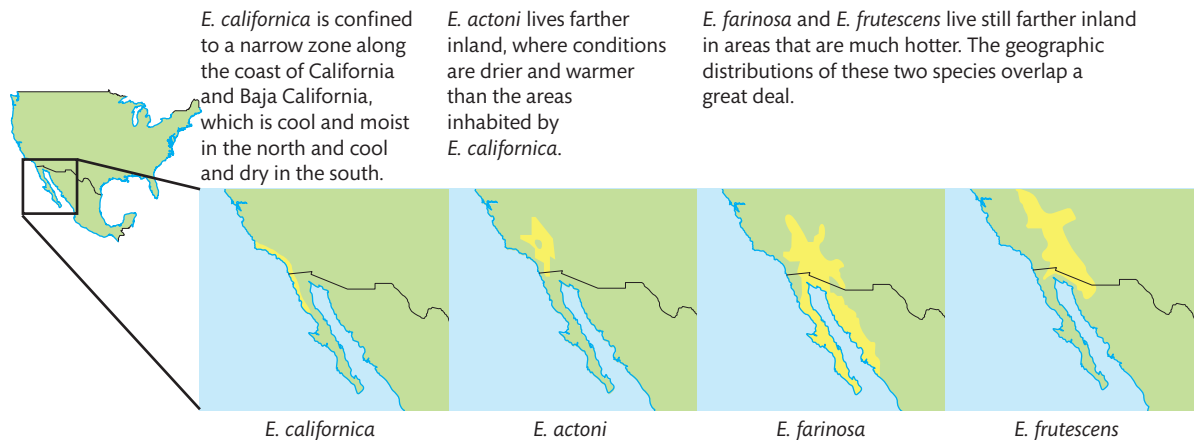 E. californica is confined
to a narrow zone along
the coast of California
and Baja California,
which is cool and moist
in the north and cool
and dry in the south.
E. actoni lives farther
inland, where conditions
are drier and warmer
than the areas
inhabited by
E. californica.
E. farinosa and E. frutescens live still farther inland
in areas that are much hotter. The geographic
distributions of these two species overlap a
great deal.
E. californica
E. actoni
E. farinosa
E. frutescens